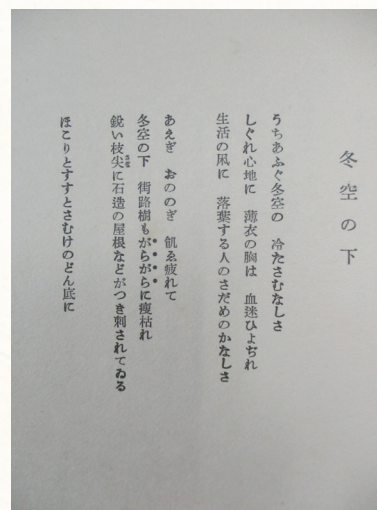 冬空の下
うちあふぐ冬空の　冷たさむなしさ
しぐれ心地に　薄衣の胸は　血迷ひよぢれ
生活の風に　落葉する人のさだめのかなしさ
あえぎ　おののぎ　飢ゑ疲れて
冬空の下　街路樹もがらがらに瘦枯れ
鋭い枝尖に石造の屋根などがつき刺されてゐる
ほこりとすすとさむけのどん底に